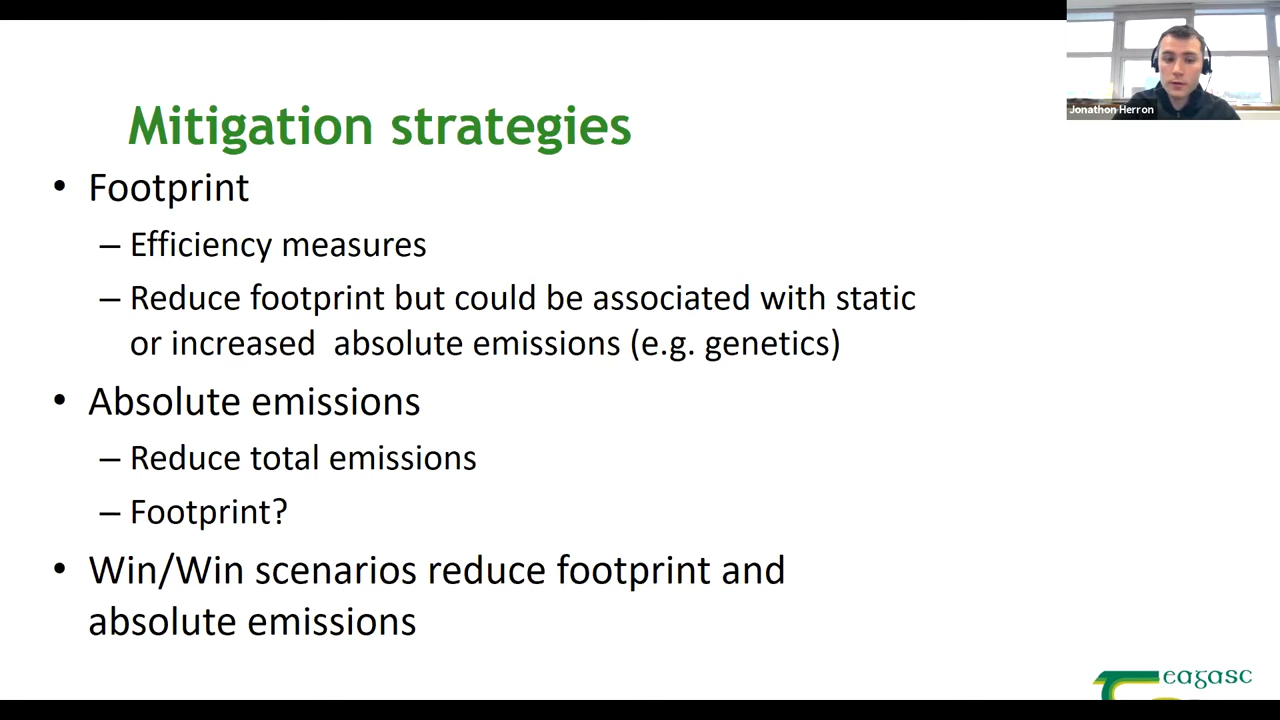 Jonathon Herron
Mitigation strategies
• Footprint
– Efficiency measures
– Reduce footprint but could be associated with static
or increased  absolute emissions (e.g. genetics)
• Absolute emissions
– Reduce total emissions
– Footprint?
• Win/Win scenarios reduce footprint and
absolute emissions
Teagasc